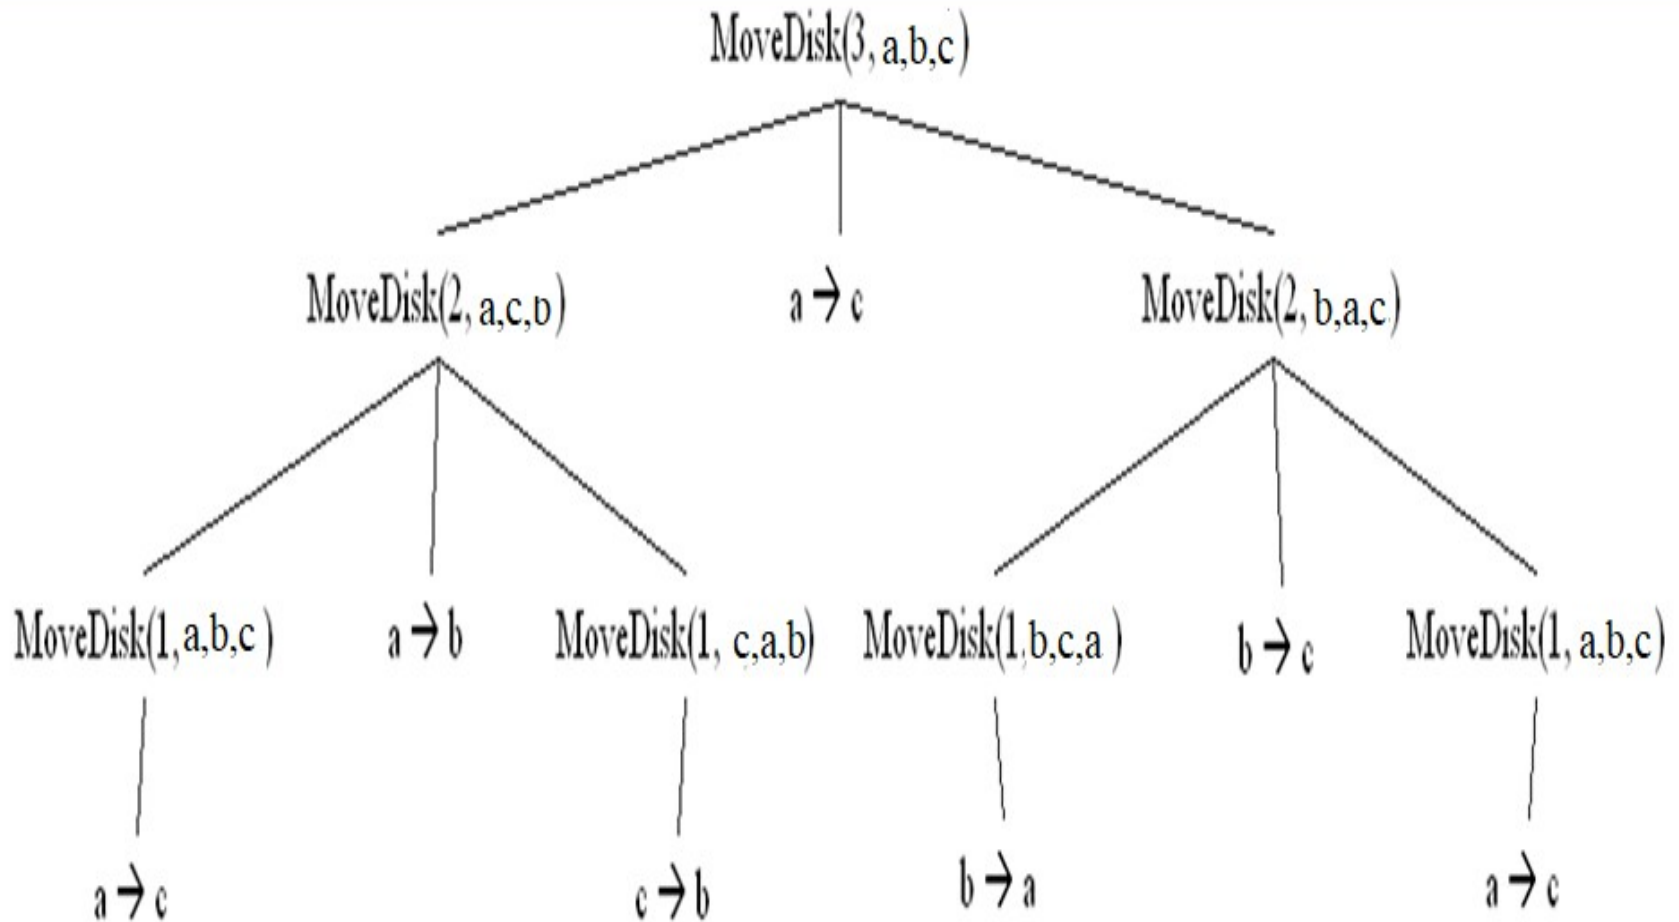 MoveDisk(3, a,b,c)
MoveDisk(2, a,c,b)
a → c
MoveDisk(2, b,a,c)
MoveDisk(1, a,b,c)
a → b
MoveDisk(1, c,a,b)
MoveDisk(1,b,c,a)
b → c
MoveDisk(1, a,b,c)
a → c
c → b
b → a
a → c